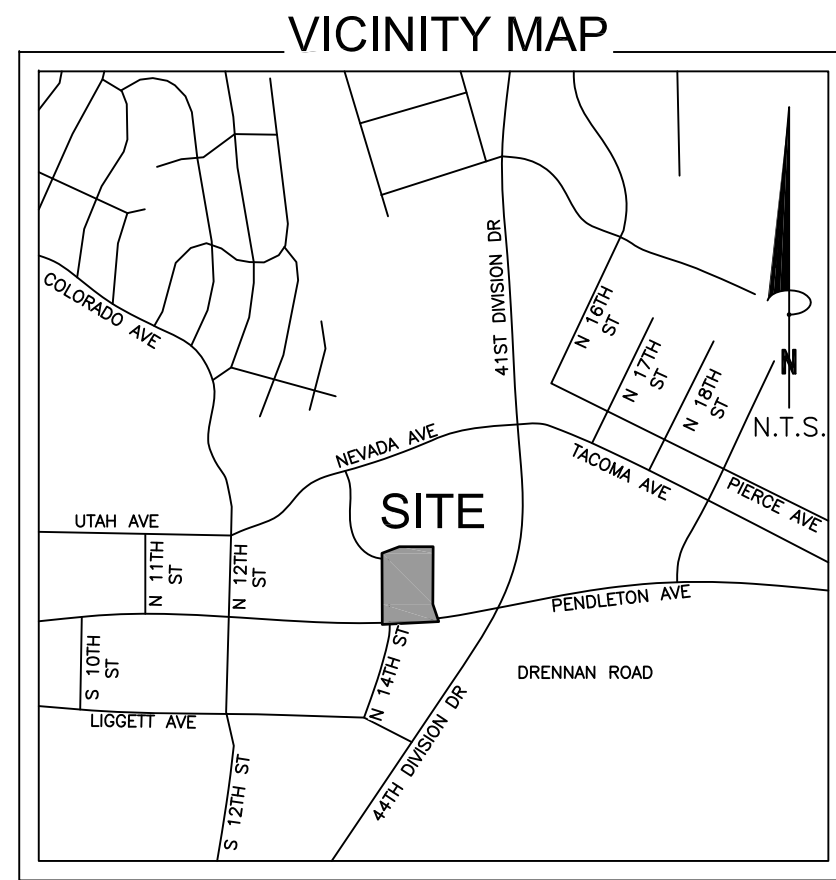 VICINITY MAP
COLORADO AVE
41ST DIVISION DR
N 16TH
ST
N 17TH
ST
N 18TH
ST
N
N.T.S.
NEVADA AVE
TACOMA AVE
PIERCE AVE
SITE
UTAH AVE
N 11TH
ST
N 12TH
ST
PENDLETON AVE
S 10TH
ST
N 14TH ST
DRENNAN ROAD
LIGGETT AVE
44TH DIVISION DR
S 12TH ST